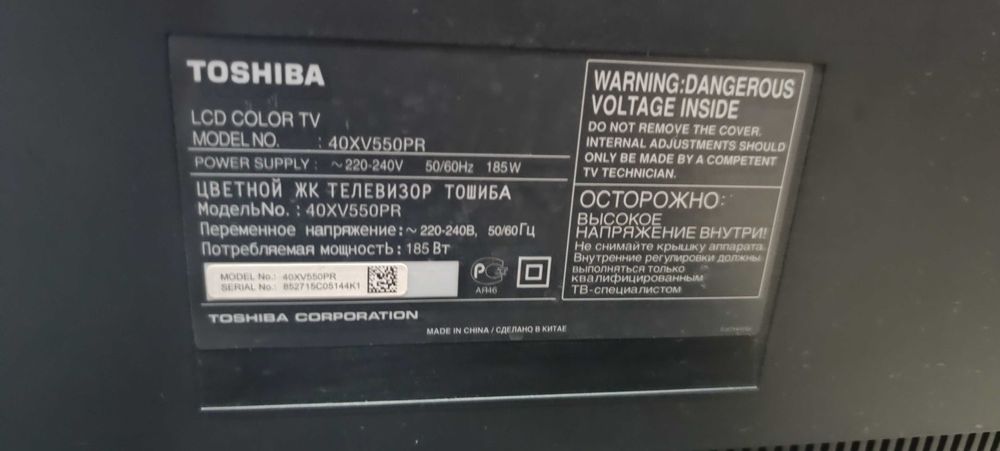 TOSHIBA
LCD COLOR TV
MODEL NO. : 40XV550PR
POWER SUPPLY : ~220-240V 50/60Hz 185W
ЦВЕТНОЙ ЖК ТЕЛЕВИЗОР ТОШИБА
МодельNo. : 40XV550PR
Переменное напряжение: ~ 220-240В, 50/60Гц
Потребляемая мощность : 185 Вт
MODEL No.: 40XV550PR
SERIAL No.: 852715C05144K1
АЯ46
TOSHIBA CORPORATION
MADE IN CHINA / СДЕЛАНО В КИТАЕ
WARNING:DANGEROUS
VOLTAGE INSIDE
DO NOT REMOVE THE COVER.
INTERNAL ADJUSTMENTS SHOULD
ONLY BE MADE BY A COMPETENT
TV TECHNICIAN.
ОСТОРОЖНО:
ВЫСОКОЕ
НАПРЯЖЕНИЕ ВНУТРИ!
Не снимайте крышку аппарата.
Внутренние регулировки должны
выполняться только
квалифицированным
ТВ-специалистом